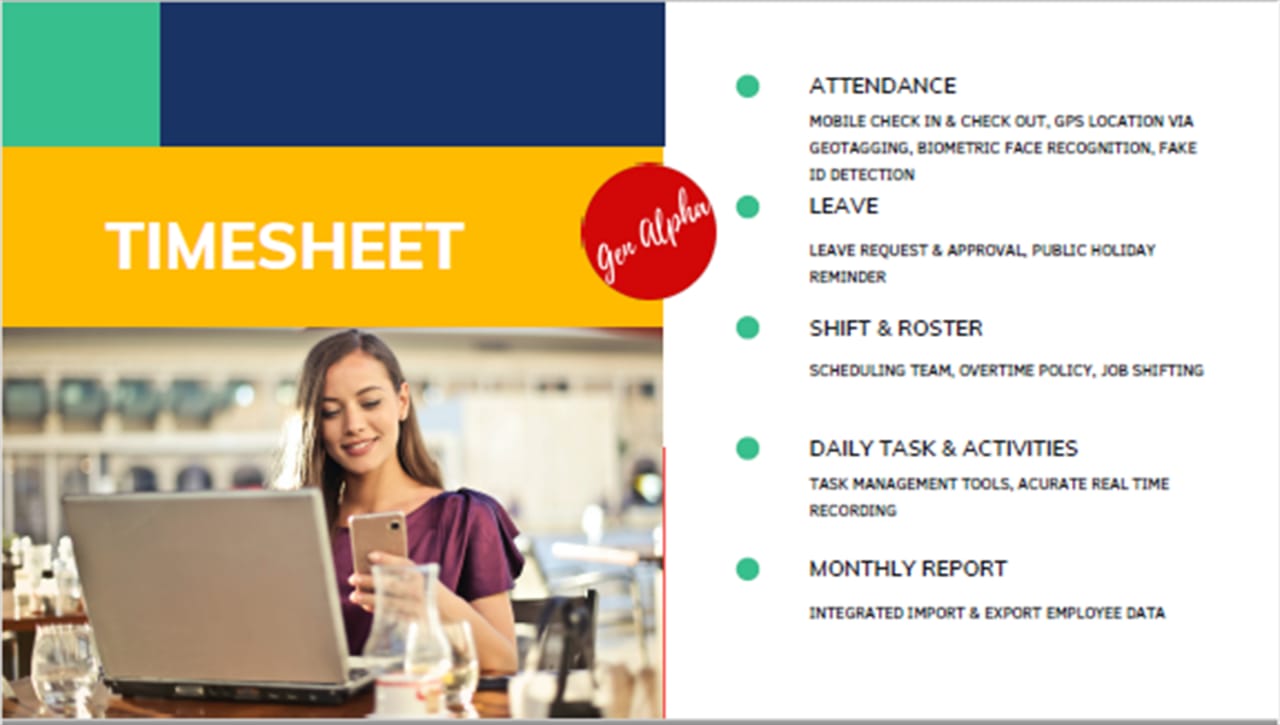 TIMESHEET
Gen Alpha
ATTENDANCE
MOBILE CHECK IN & CHECK OUT, GPS LOCATION VIA
GEOTAGGING, BIOMETRIC FACE RECOGNITION, FAKE
ID DETECTION
LEAVE
LEAVE REQUEST & APPROVAL, PUBLIC HOLIDAY
REMINDER
SHIFT & ROSTER
SCHEDULING TEAM, OVERTIME POLICY, JOB SHIFTING
DAILY TASK & ACTIVITIES
TASK MANAGEMENT TOOLS, ACURATE REAL TIME
RECORDING
MONTHLY REPORT
INTEGRATED IMPORT & EXPORT EMPLOYEE DATA